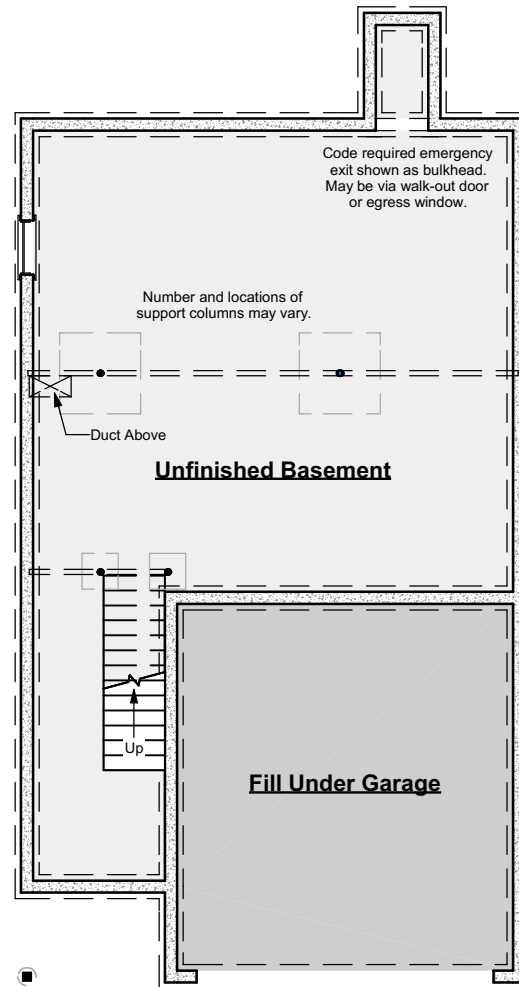 Code required emergency
exit shown as bulkhead.
May be via walk-out door
or egress window.
Number and locations of
support columns may vary.
Duct Above
Unfinished Basement
Up
Fill Under Garage